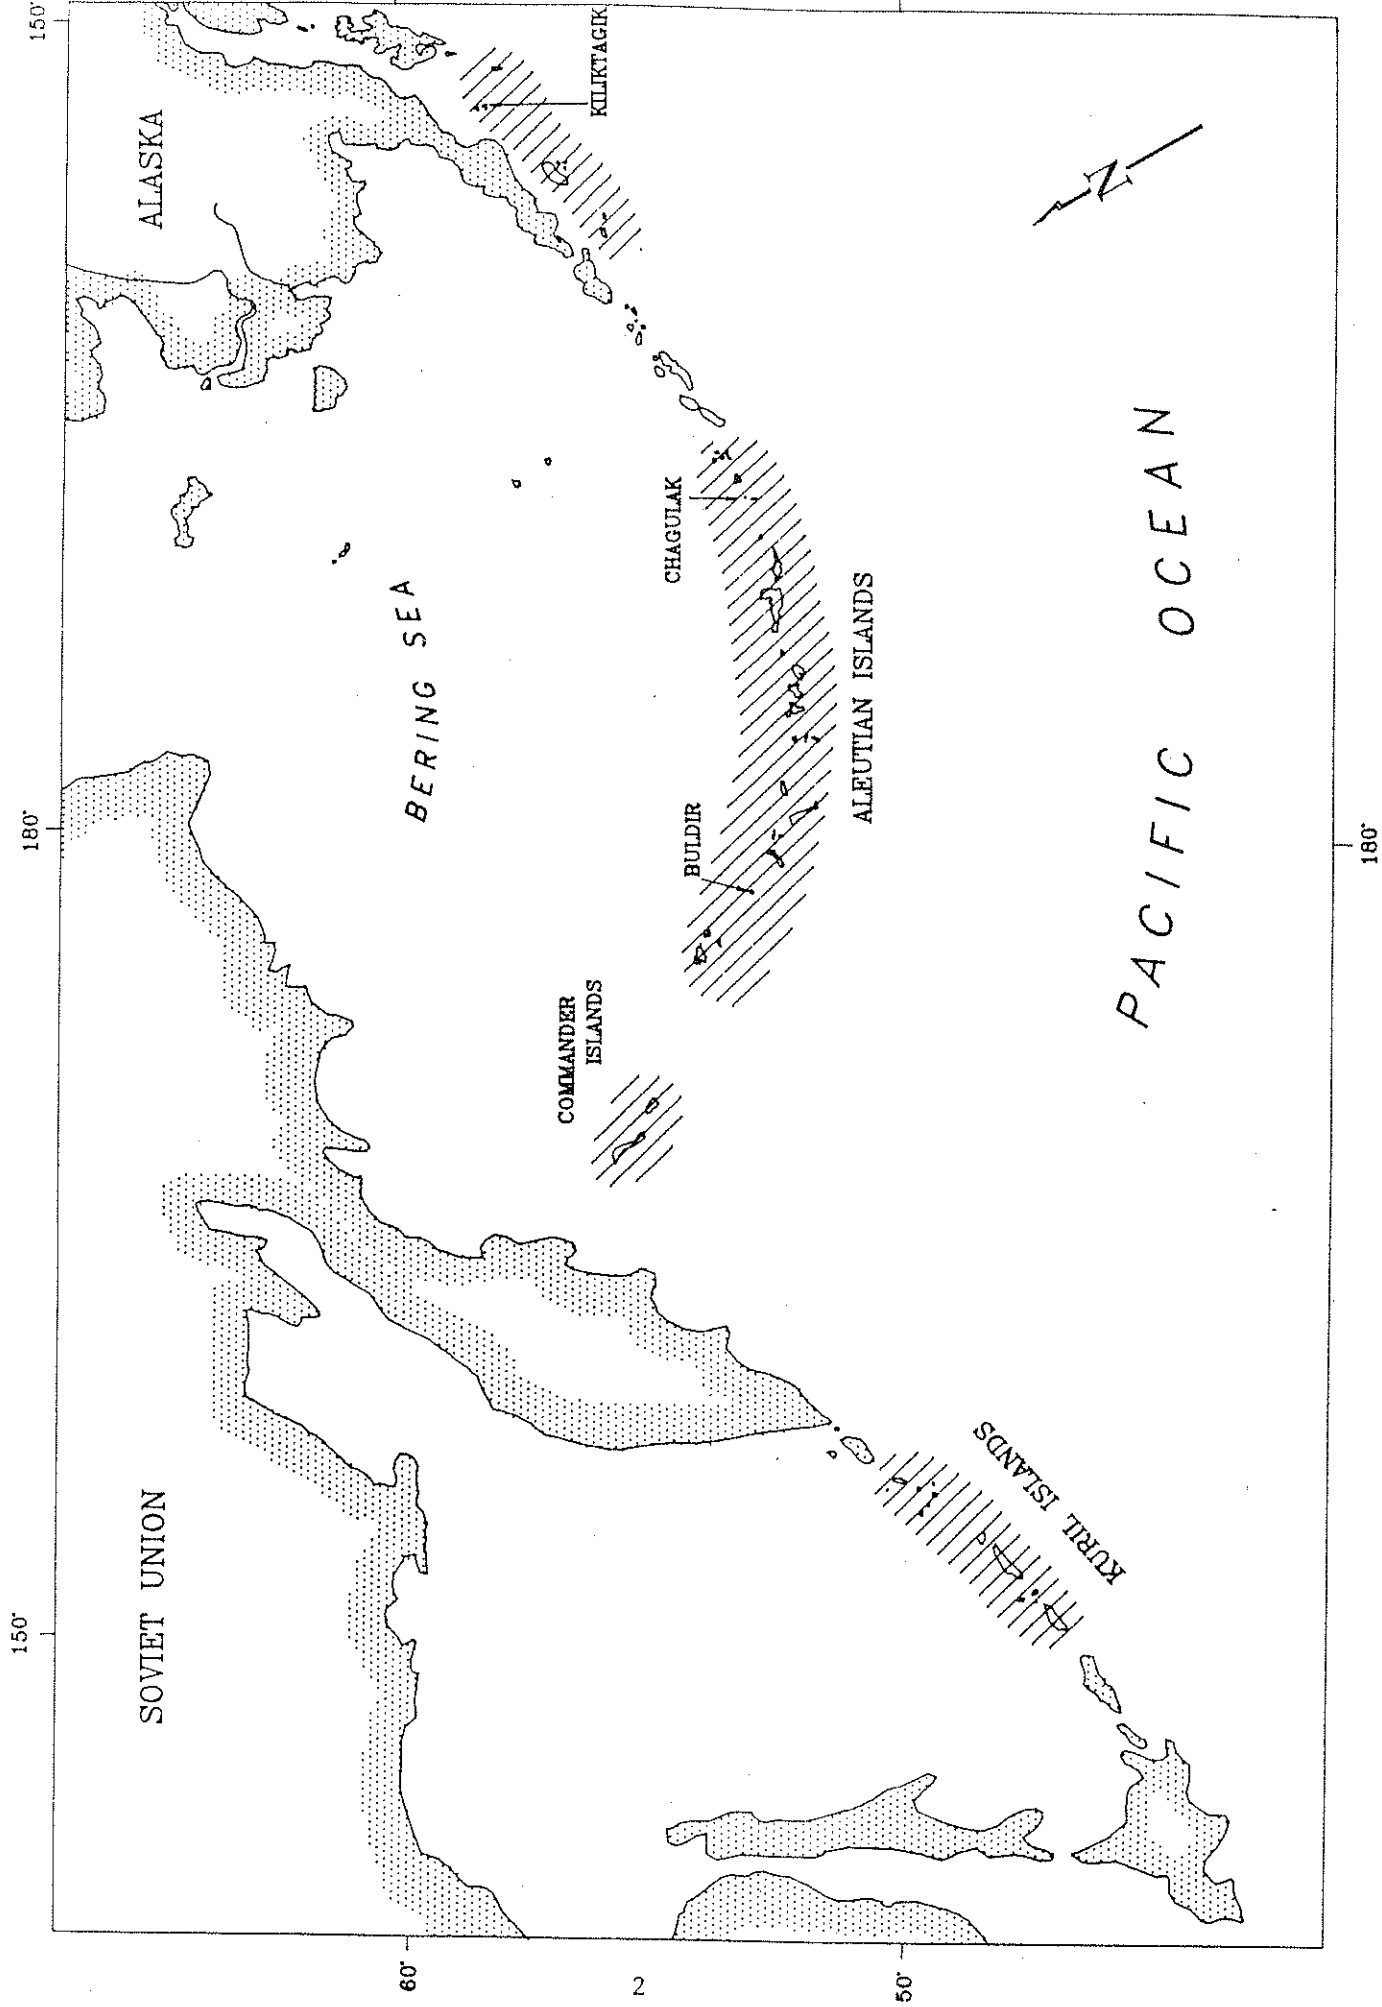 150°
180°
150°
SOVIET UNION
ALASKA
60°
BERING SEA
COMMANDER
ISLANDS
BULDIR
CHAGULAK
KILIKTAGIK
ALEUTIAN ISLANDS
KURIL ISLANDS
50°
PACIFIC OCEAN
N
180°
2